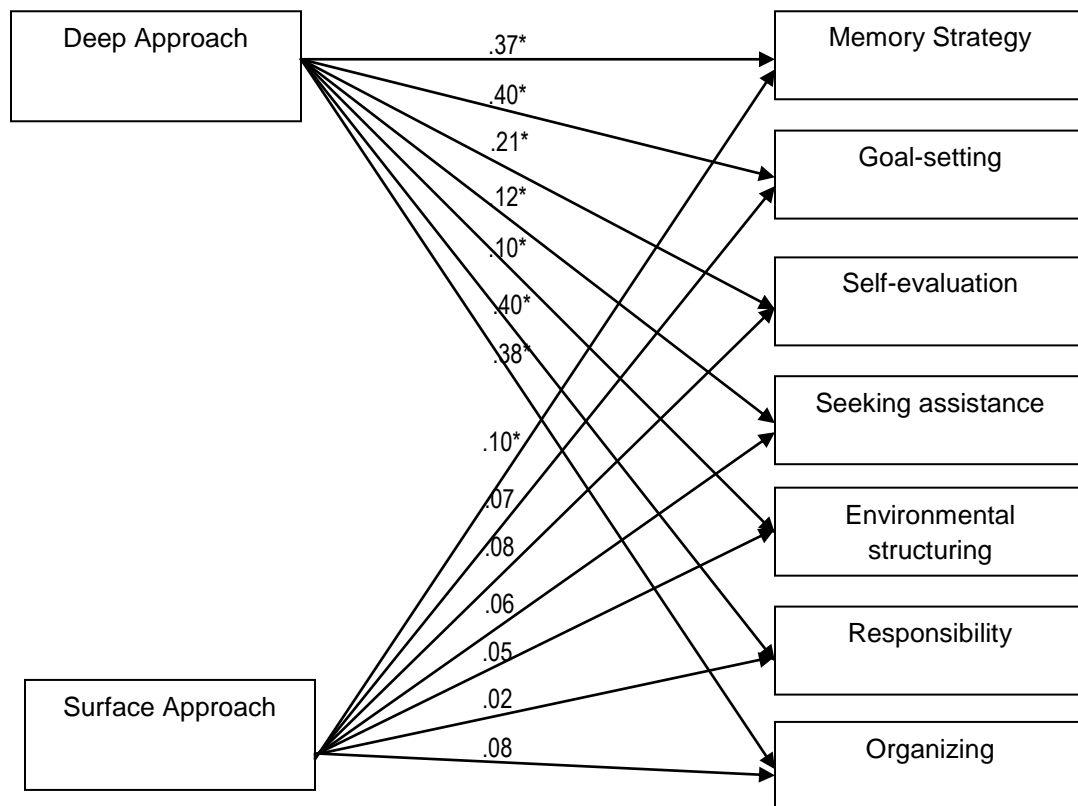 Deep Approach
Memory Strategy
.37*
.40*
Goal-setting
.21*
.12*
.10*
Self-evaluation
.40*
.38*
Seeking assistance
.10*
.07
Environmental
structuring
.08
.06
Responsibility
.05
Surface Approach
.02
Organizing
.08